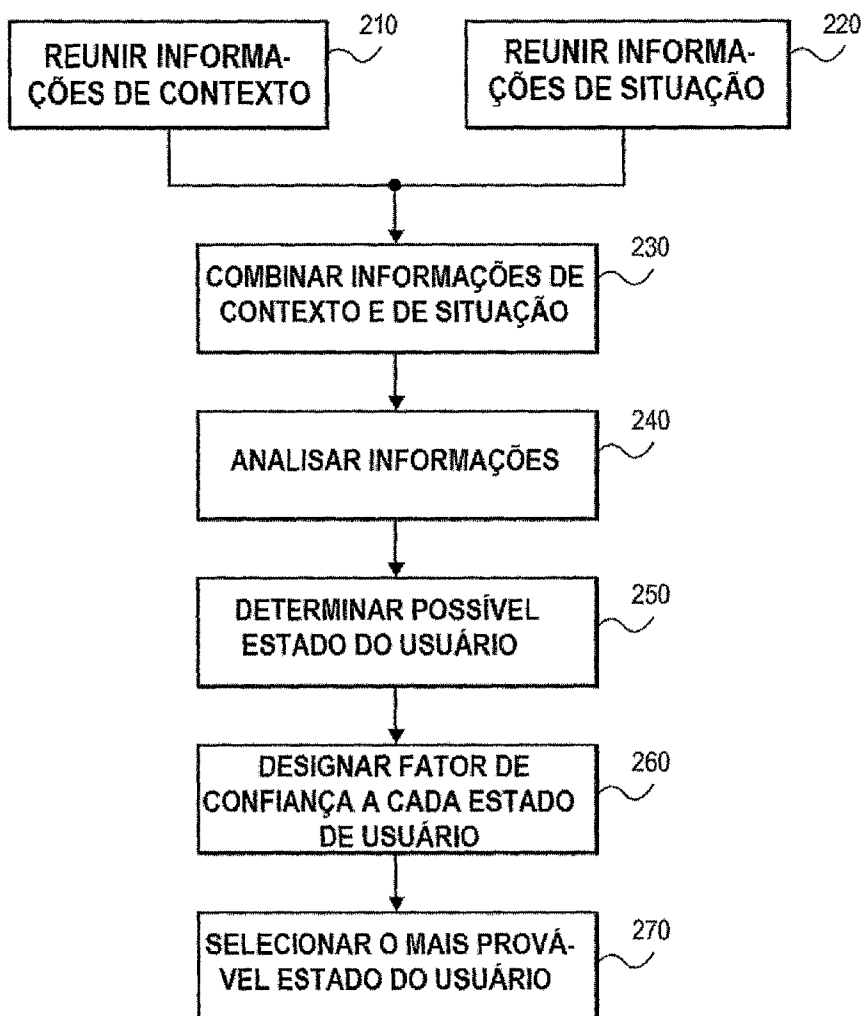 210
REUNIR INFORMA-
ÇÕES DE CONTEXTO
220
REUNIR INFORMA-
ÇÕES DE SITUAÇÃO
230
COMBINAR INFORMAÇÕES DE
CONTEXTO E DE SITUAÇÃO
240
ANALISAR INFORMAÇÕES
250
DETERMINAR POSSÍVEL
ESTADO DO USUÁRIO
260
DESIGNAR FATOR DE
CONFIANÇA A CADA ESTADO
DE USUÁRIO
270
SELECIONAR O MAIS PROVÁ-
VEL ESTADO DO USUÁRIO